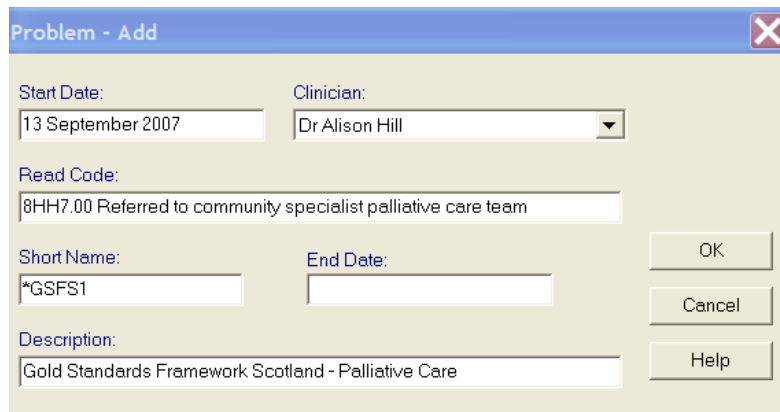 Problem - Add
Start Date: Clinician:
13 September 2007 Dr Alison Hill
Read Code:
8HH7.00 Referred to community specialist palliative care team
Short Name: End Date:
*GSFS1
Description:
Gold Standards Framework Scotland - Palliative Care
OK
Cancel
Help